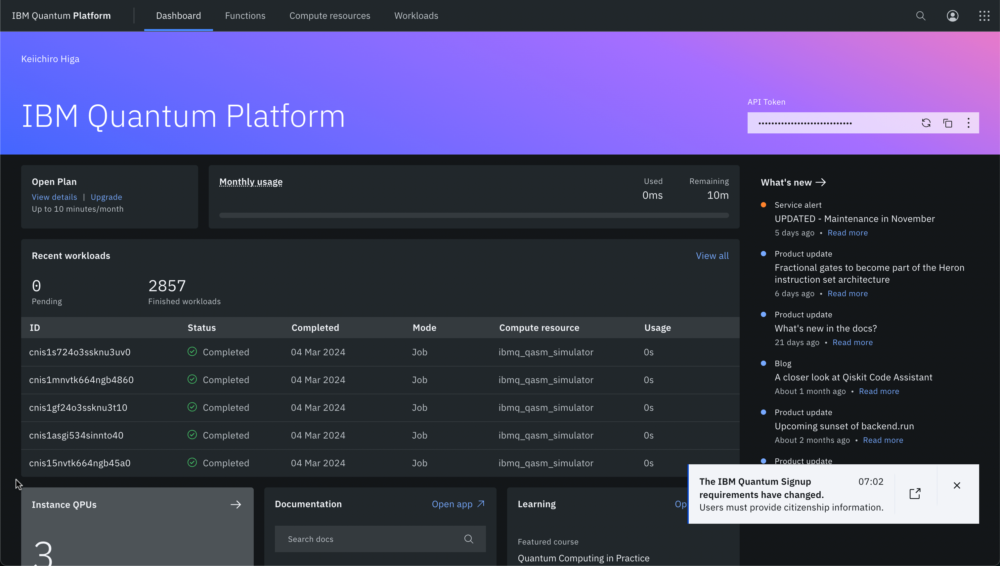 IBM Quantum Platform
Dashboard
Functions
Compute resources
Workloads
Keiichiro Higa
IBM Quantum Platform
API Token
Open Plan
View details | Upgrade
Up to 10 minutes/month
Monthly usage
Used
0ms
Remaining
10m
Recent workloads
View all
0
Pending
2857
Finished workloads
ID Status Completed Mode Compute resource Usage
cnis1s724o3ssknu3uv0 Completed 04 Mar 2024 Job ibmq_qasm_simulator 0s
cnis1mnvtk664ngb4860 Completed 04 Mar 2024 Job ibmq_qasm_simulator 0s
cnis1gf24o3ssknu3t10 Completed 04 Mar 2024 Job ibmq_qasm_simulator 0s
cnis1asgi534sinnto40 Completed 04 Mar 2024 Job ibmq_qasm_simulator 0s
cnis15nvtk664ngb45a0 Completed 04 Mar 2024 Job ibmq_qasm_simulator 0s
Instance QPUs
3
Documentation
Open app
Search docs
Learning
Op
Featured course
Quantum Computing in Practice
What's new
Service alert
UPDATED - Maintenance in November
5 days ago • Read more
Product update
Fractional gates to become part of the Heron
instruction set architecture
6 days ago • Read more
Product update
What's new in the docs?
21 days ago • Read more
Blog
A closer look at Qiskit Code Assistant
About 1 month ago • Read more
Product update
Upcoming sunset of backend.run
About 2 months ago • Read more
Product update
The IBM Quantum Signup 07:02
requirements have changed.
Users must provide citizenship information.